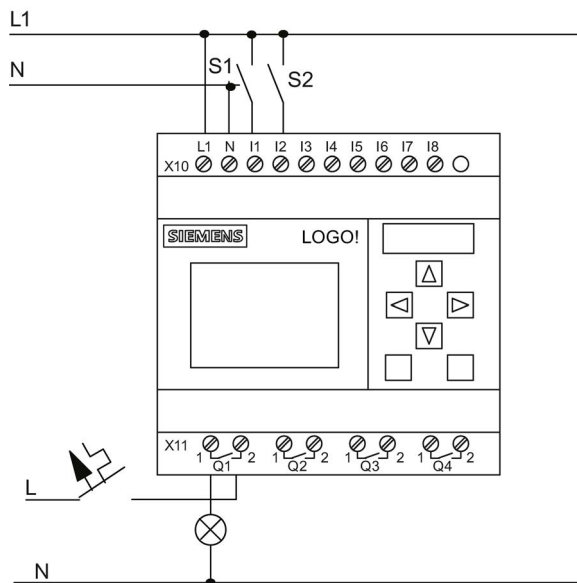 L1
N
S1 S2
L1 N I1 I2 I3 I4 I5 I6 I7 I8
X10
SIEMENS LOGO!
X11
1 2 1 2 1 2 1 2
Q1 Q2 Q3 Q4
L
N